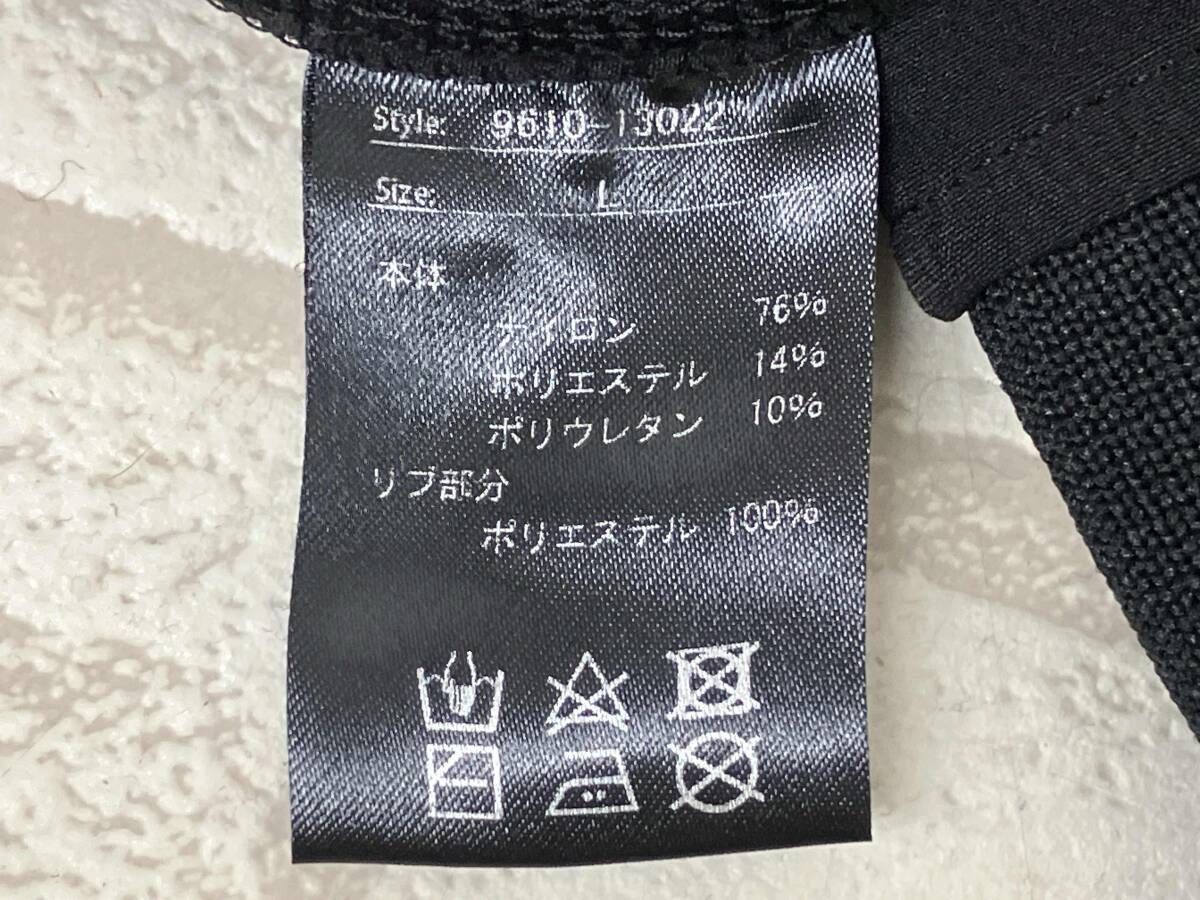 Style: 9610-13022
Size: L
本体
ナイロン 76%
ポリエステル 14%
ポリウレタン 10%
リブ部分
ポリエステル 100%